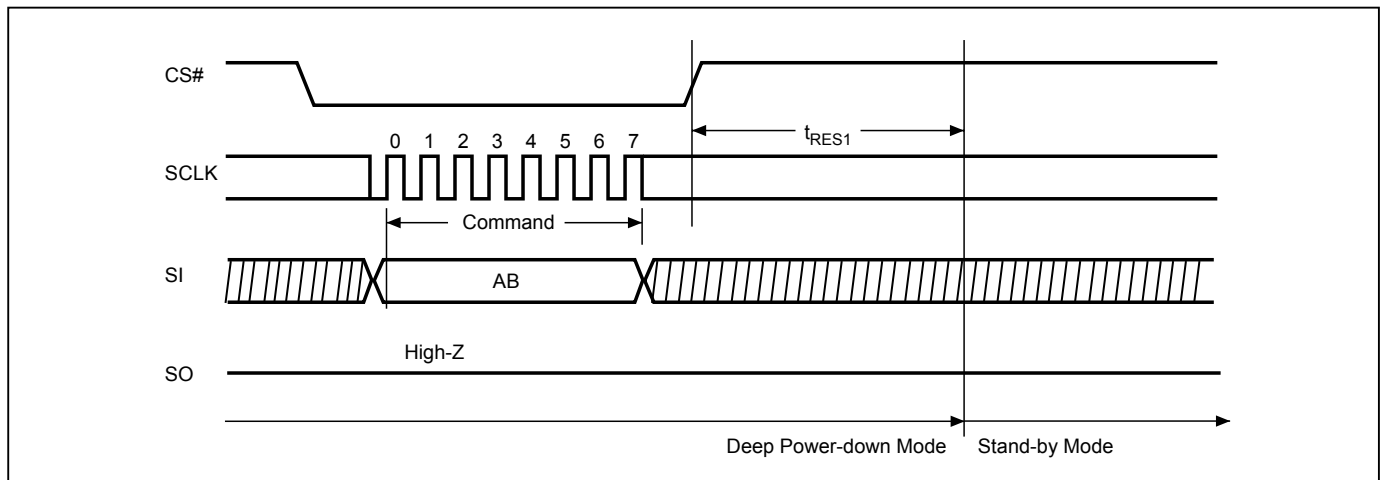 CS#
tRES1
0 1 2 3 4 5 6 7
SCLK
Command
SI
AB
High-Z
SO
Deep Power-down Mode Stand-by Mode